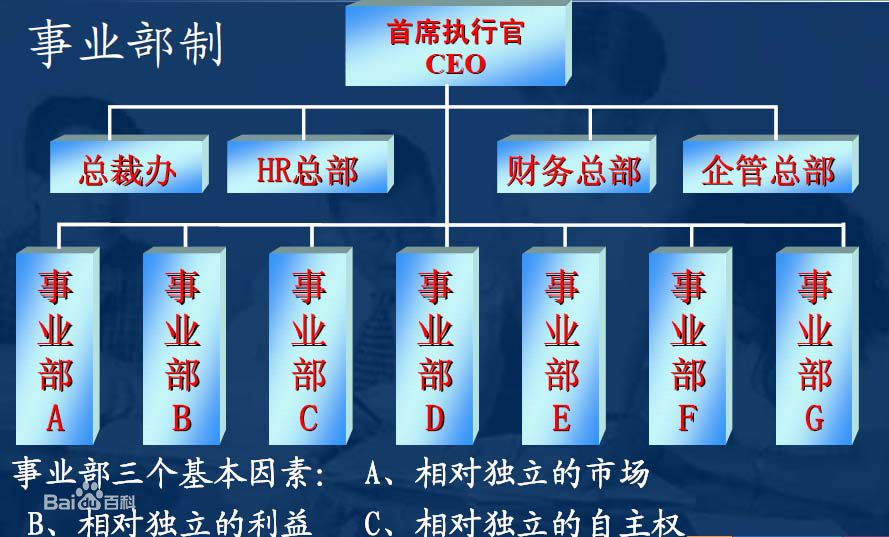 事业部制
首席执行官
CEO
总裁办
HR总部
财务总部
企管总部
事业部A
事业部B
事业部C
事业部D
事业部E
事业部F
事业部G
事业部三个基本因素： A、相对独立的市场
B、相对独立的利益 C、相对独立的自主权
Baidu百科